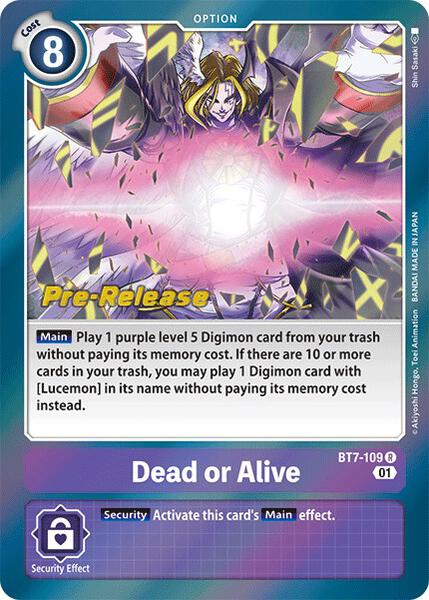 OPTION
Cost
8
Shin Sasaki
© Akiyoshi Hongo, Toei Animation BANDAI MADE IN JAPAN
Pre-Release
Main Play 1 purple level 5 Digimon card from your trash
without paying its memory cost. If there are 10 or more
cards in your trash, you may play 1 Digimon card with
[Lucemon] in its name without paying its memory cost
instead.
BT7-109 R
Dead or Alive
01
Security Activate this card's Main effect.
Security Effect